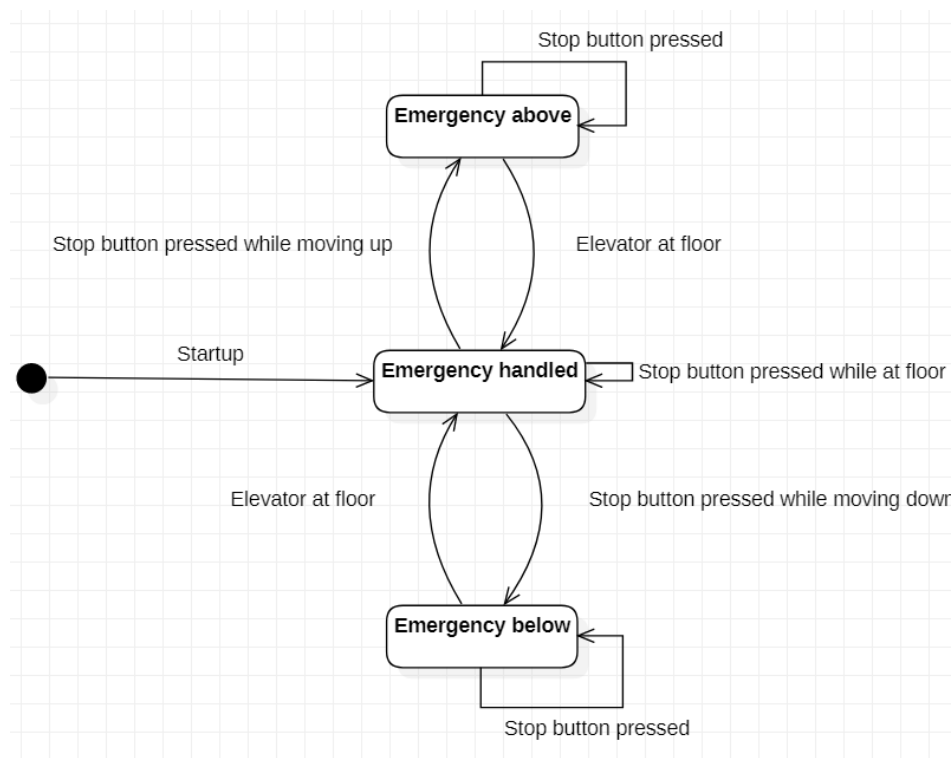 Stop button pressed
Emergency above
Stop button pressed while moving up
Elevator at floor
Startup
Emergency handled
Stop button pressed while at floor
Elevator at floor
Stop button pressed while moving down
Emergency below
Stop button pressed